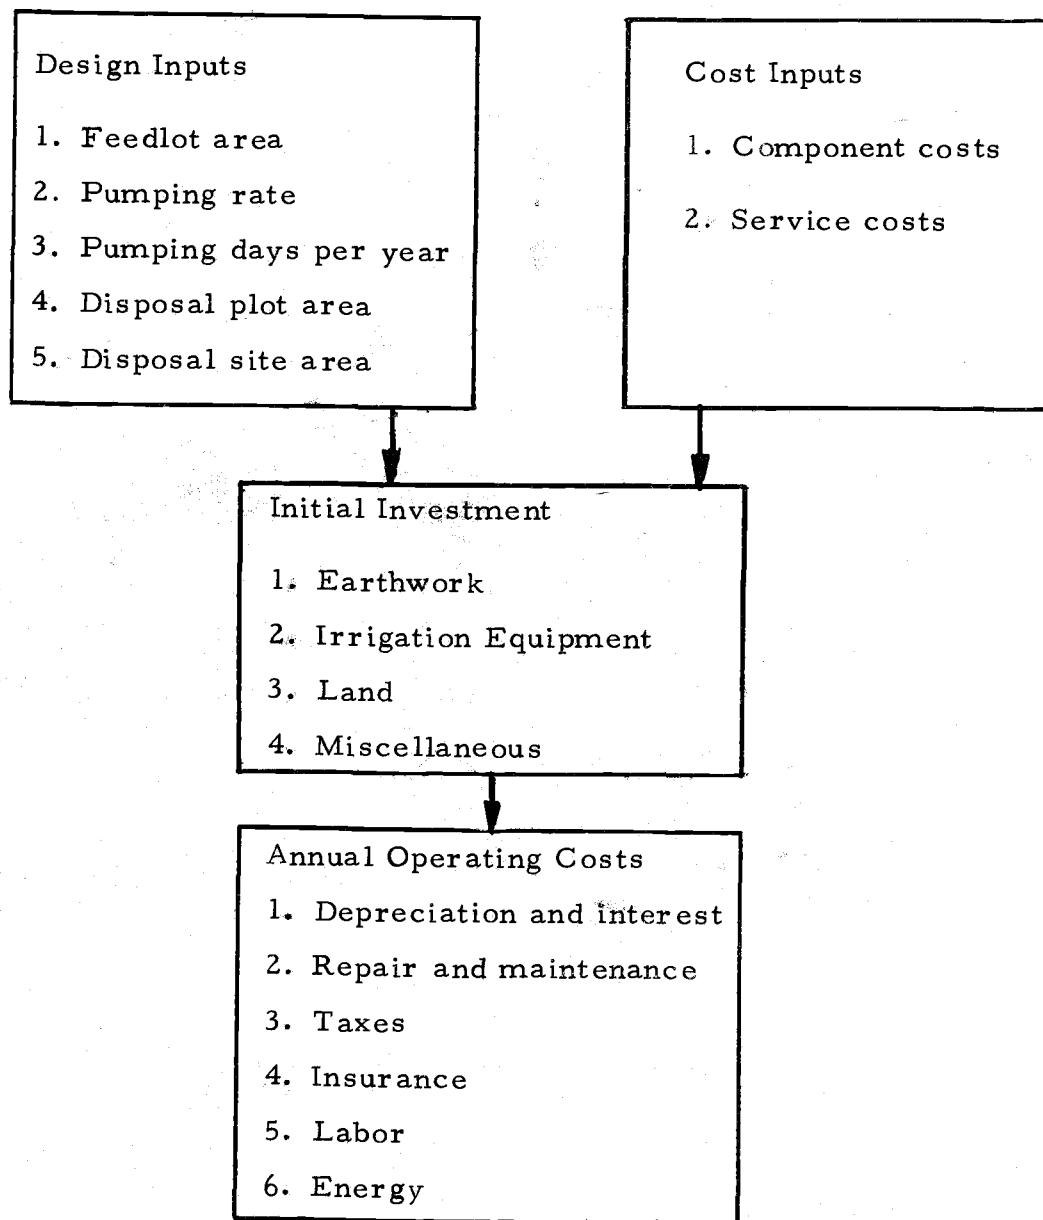 Design Inputs
1. Feedlot area
2. Pumping rate
3. Pumping days per year
4. Disposal plot area
5. Disposal site area
Cost Inputs
1. Component costs
2. Service costs
Initial Investment
1. Earthwork
2. Irrigation Equipment
3. Land
4. Miscellaneous
Annual Operating Costs
1. Depreciation and interest
2. Repair and maintenance
3. Taxes
4. Insurance
5. Labor
6. Energy